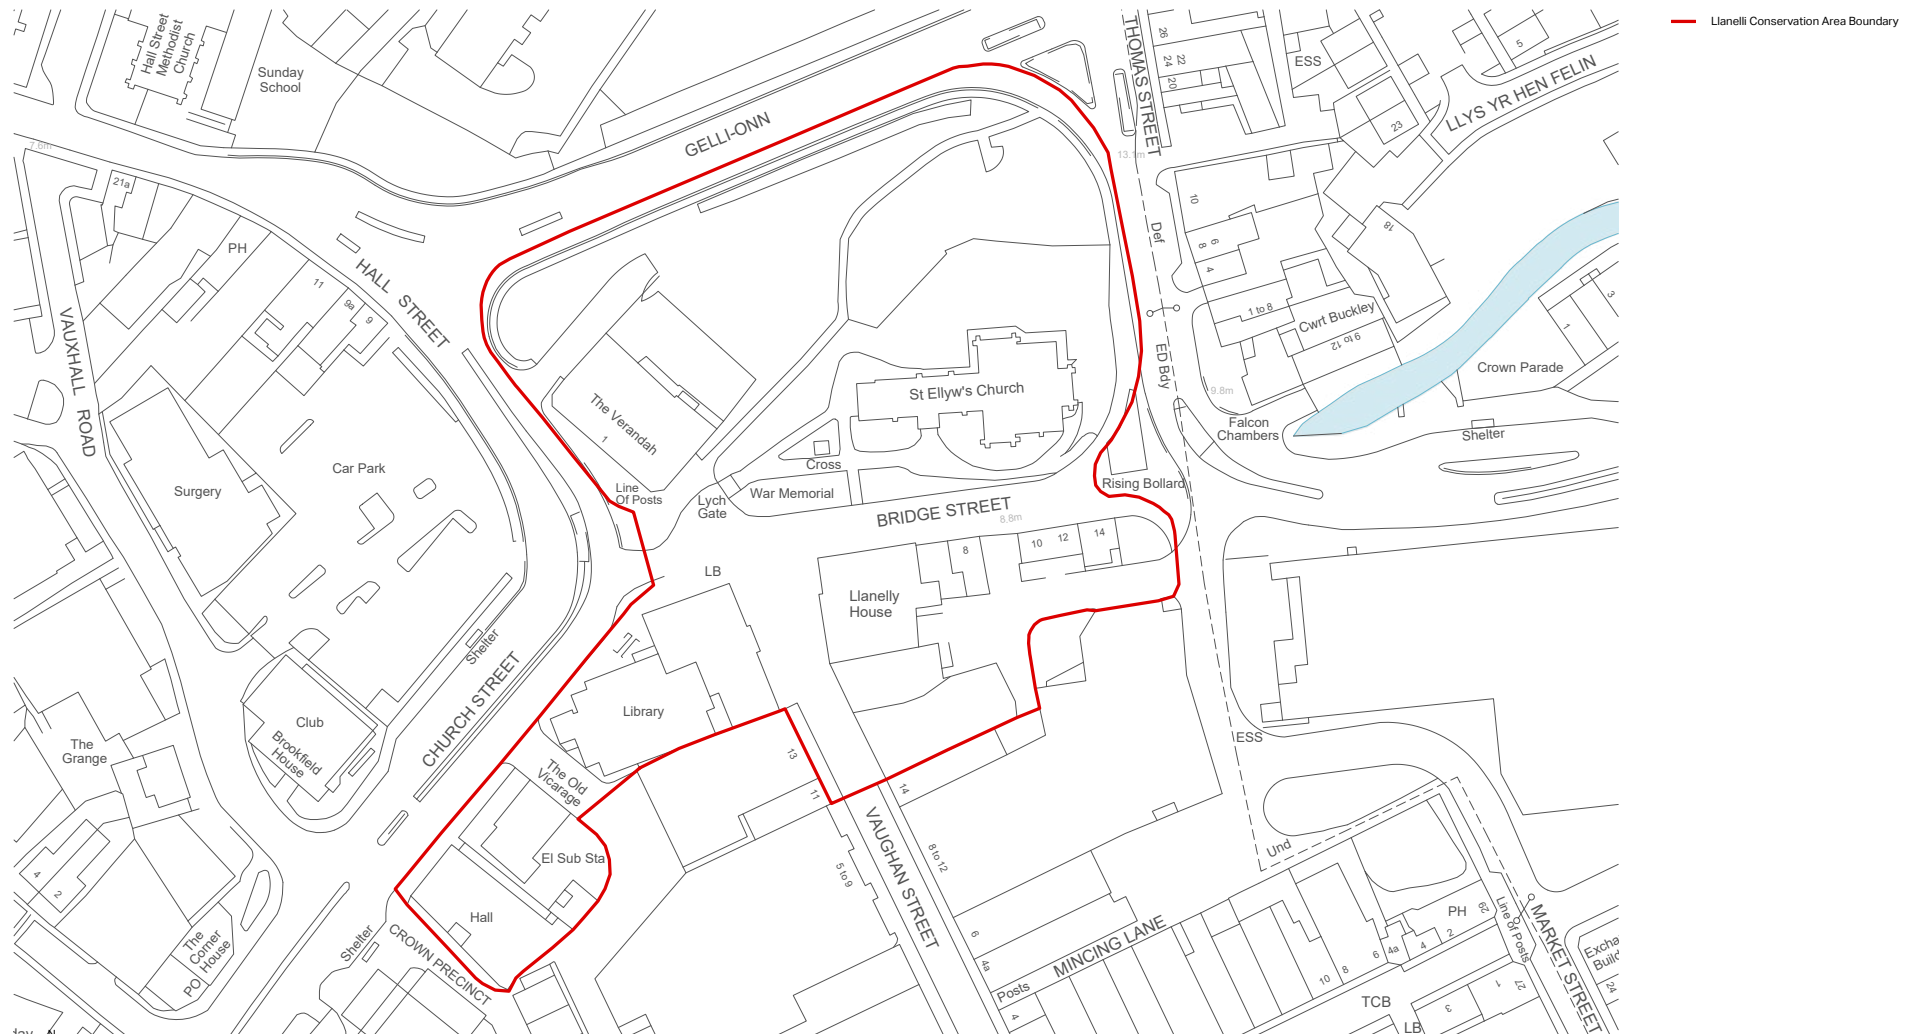 Llanelli Conservation Area Boundary
Hall Street
Methodist
Church
Sunday
School
GELLI-ONN
THOMAS STREET
26
24
22
20
ESS
5
LLYS YR HEN FELIN
23
7.6m
21a
PH
HALL STREET
11
9a
9
13.1m
10
Def
8
6
4
18
VAUXHALL ROAD
1 to 8
Cwrt Buckley
9 to 12
3
1
Crown Parade
ED Bdy
9.8m
St Ellyw's Church
The Verandah
1
Falcon
Chambers
Shelter
Car Park
Surgery
Cross
War Memorial
Line
Of Posts
Lych
Gate
Rising Bollard
BRIDGE STREET
8.8m
8
10
12
14
LB
Llanelly
House
Shelter
CHURCH STREET
Library
Club
Brookfield
House
The
Grange
13
11
14
ESS
The Old
Vicarage
VAUGHAN STREET
El Sub Sta
5 to 9
8 to 12
Und
4
2
Hall
Shelter
CROWN PRECINCT
The
Corner
House
PO
6
4a
Posts
4
MINCING LANE
10
8
6
4a
4
2
PH
29
Line of Posts
MARKET STREET
TCB
LB
3
1
27
24